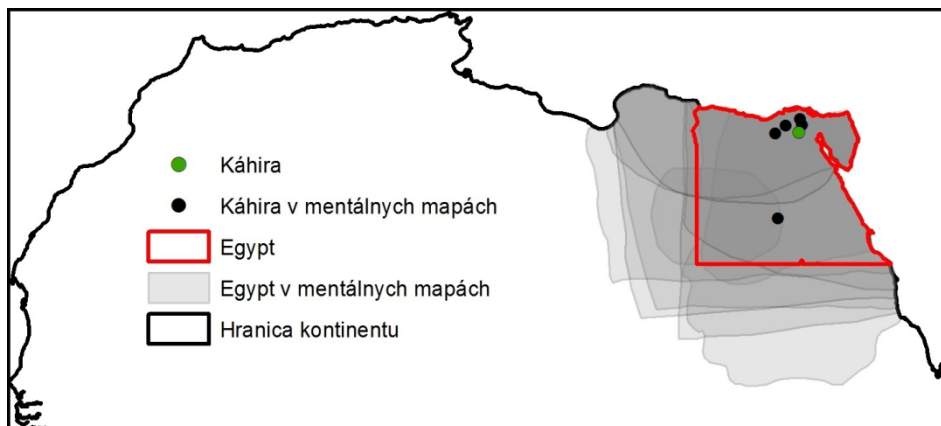 Káhira
Káhira v mentálnych mapách
Egypt
Egypt v mentálnych mapách
Hranica kontinentu